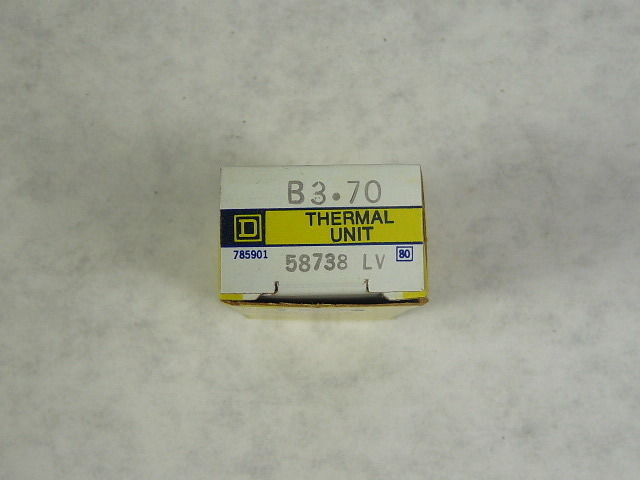 B3.70
D
THERMAL
UNIT
785901
58738 LV
80